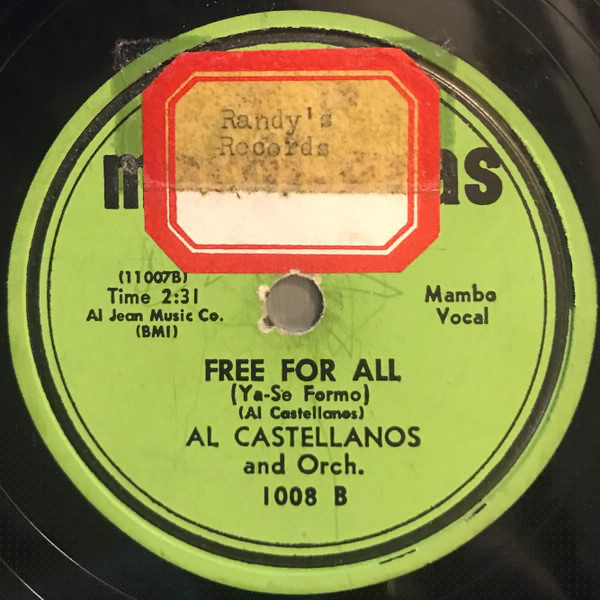 Randy's
Records
(11007B)
Time 2:31
Al Jean Music Co.
(BMI)
Mambo
Vocal
FREE FOR ALL
(Ya-Se Formo)
(Al Castellanos)
AL CASTELLANOS
and Orch.
1008 B